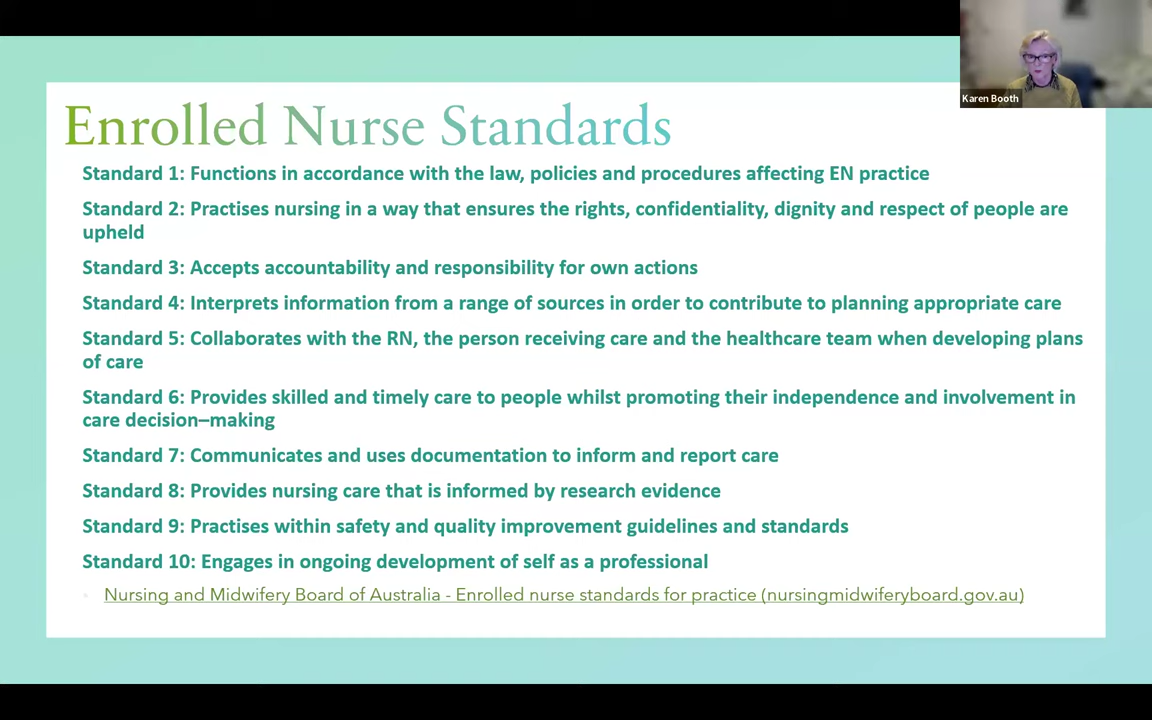 Karen Booth
Enrolled Nurse Standards
Standard 1: Functions in accordance with the law, policies and procedures affecting EN practice
Standard 2: Practises nursing in a way that ensures the rights, confidentiality, dignity and respect of people are
upheld
Standard 3: Accepts accountability and responsibility for own actions
Standard 4: Interprets information from a range of sources in order to contribute to planning appropriate care
Standard 5: Collaborates with the RN, the person receiving care and the healthcare team when developing plans
of care
Standard 6: Provides skilled and timely care to people whilst promoting their independence and involvement in
care decision–making
Standard 7: Communicates and uses documentation to inform and report care
Standard 8: Provides nursing care that is informed by research evidence
Standard 9: Practises within safety and quality improvement guidelines and standards
Standard 10: Engages in ongoing development of self as a professional
Nursing and Midwifery Board of Australia - Enrolled nurse standards for practice (nursingmidwiferyboard.gov.au)